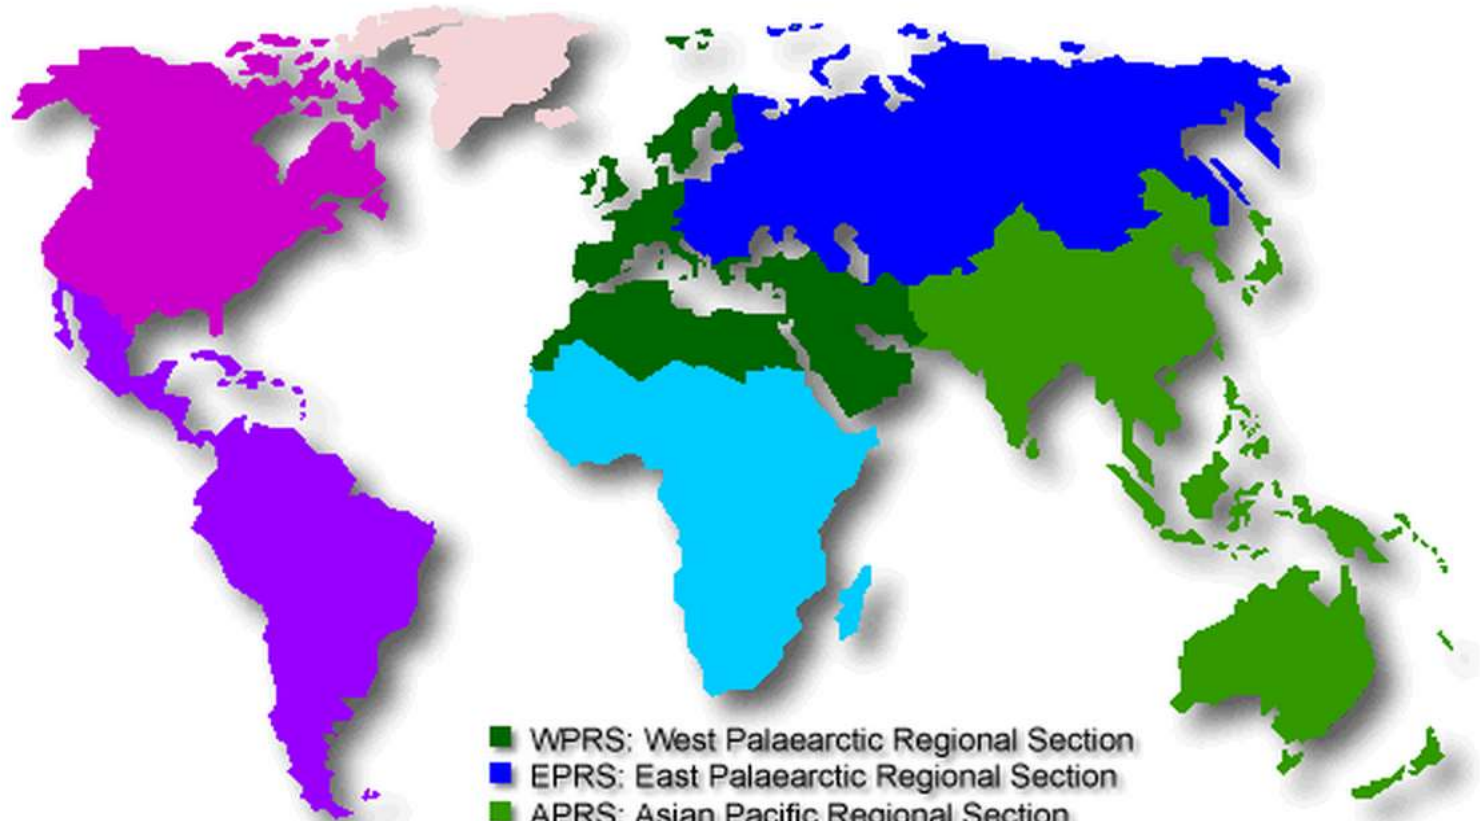 WPRS: West Palaearctic Regional Section
EPRS: East Palaearctic Regional Section
APRS: Asian Pacific Regional Section